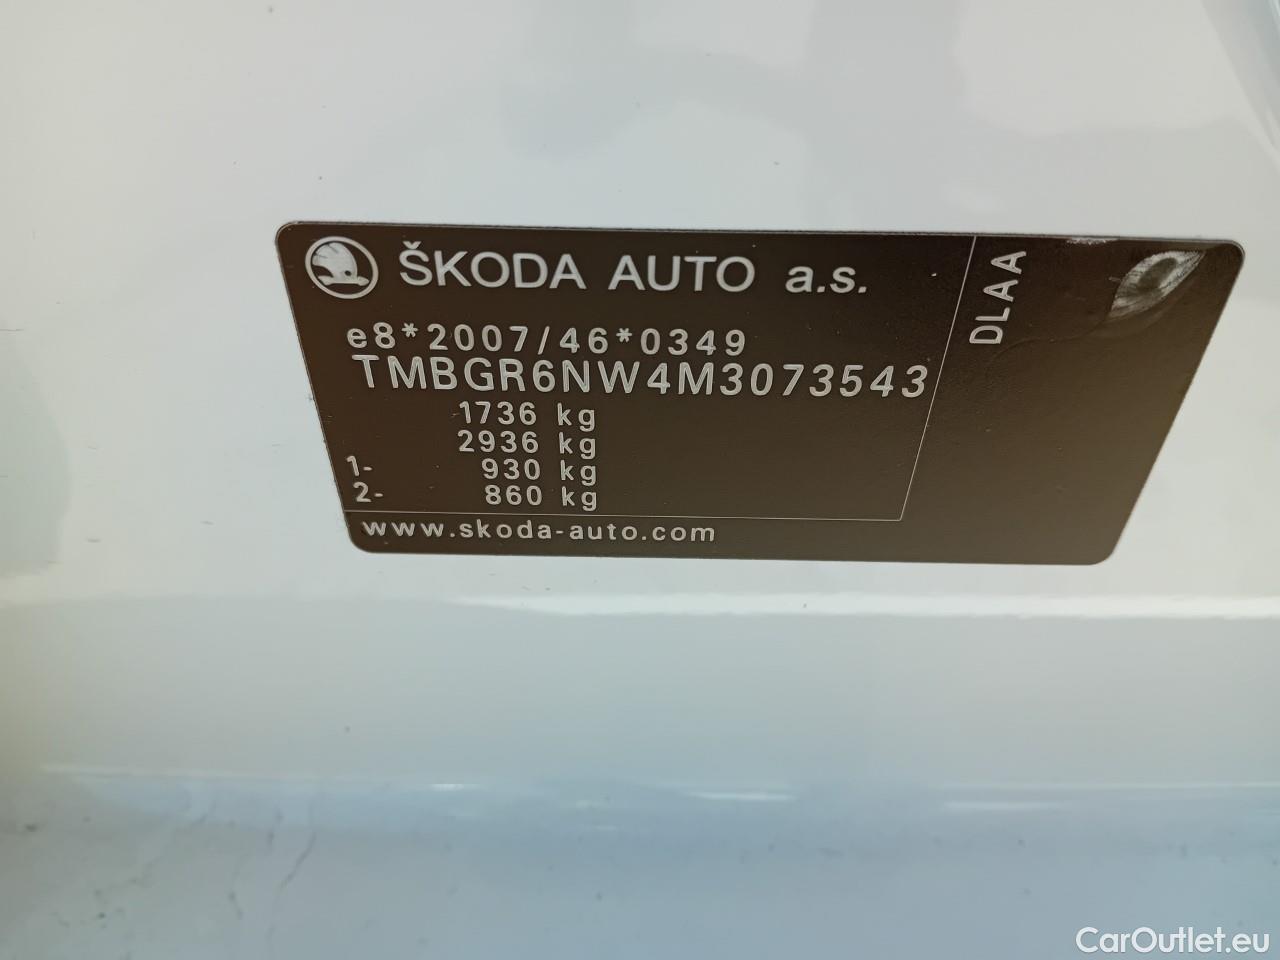 ŠKODA AUTO a.s.
DLAA
e8*2007/46*0349
TMBGR6NW4M3073543
1736 kg
2936 kg
1- 930 kg
2- 860 kg
www.skoda-auto.com
CarOutlet.eu